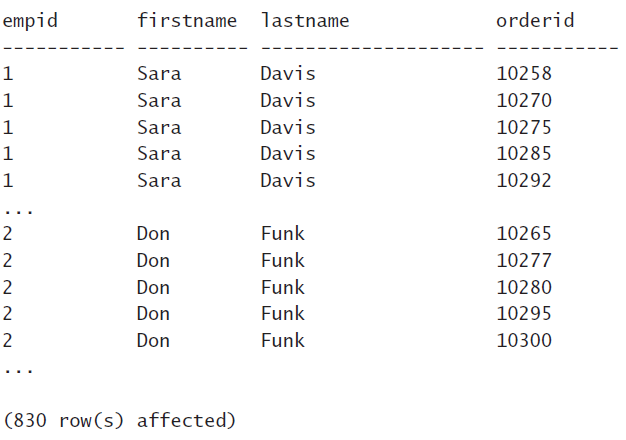 empid       firstname  lastname             orderid
----------- ---------- -------------------- -----------
1           Sara       Davis                10258
1           Sara       Davis                10270
1           Sara       Davis                10275
1           Sara       Davis                10285
1           Sara       Davis                10292
...
2           Don        Funk                 10265
2           Don        Funk                 10277
2           Don        Funk                 10280
2           Don        Funk                 10295
2           Don        Funk                 10300
...
(830 row(s) affected)